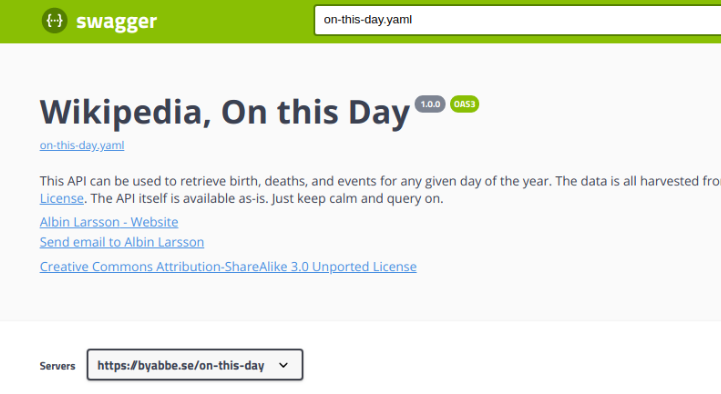 swagger
on-this-day.yaml
Wikipedia, On this Day 1.0.0 OAS3
on-this-day.yaml
This API can be used to retrieve birth, deaths, and events for any given day of the year. The data is all harvested
License. The API itself is available as-is. Just keep calm and query on.
Albin Larsson - Website
Send email to Albin Larsson
Creative Commons Attribution-ShareAlike 3.0 Unported License
Servers https://byabbe.se/on-this-day